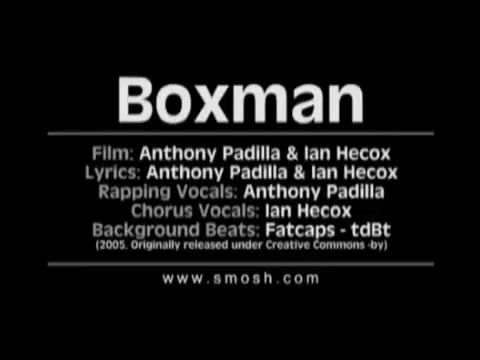 Boxman
Film: Anthony Padilla & Ian Hecox
Lyrics: Anthony Padilla & Ian Hecox
Rapping Vocals: Anthony Padilla
Chorus Vocals: Ian Hecox
Background Beats: Fatcaps - tdBt
(2005. Originally released under Creative Commons -by)
www.smosh.com